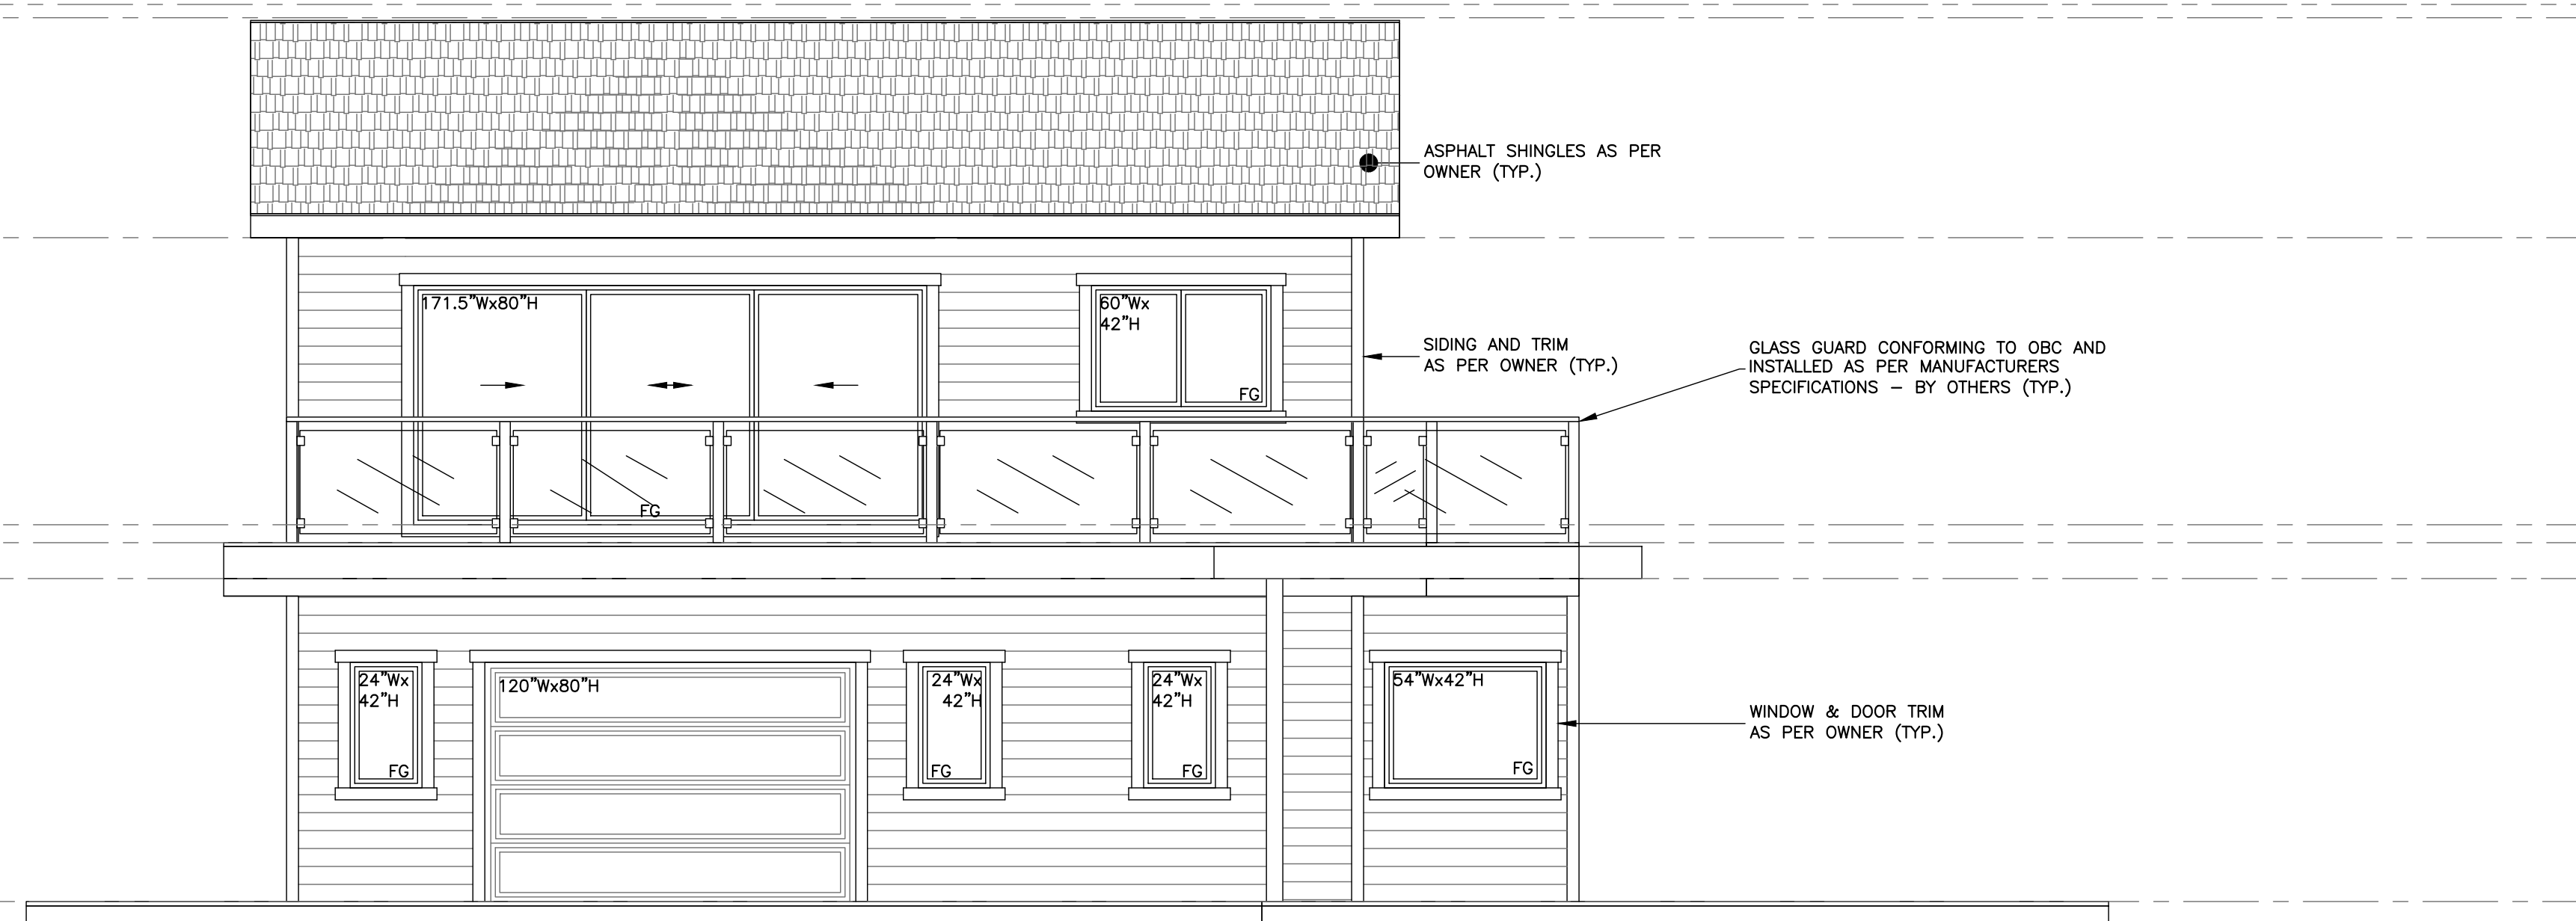 ASPHALT SHINGLES AS PER
OWNER (TYP.)
171.5"Wx80"H
60"Wx
42"H
FG
SIDING AND TRIM
AS PER OWNER (TYP.)
GLASS GUARD CONFORMING TO OBC AND
INSTALLED AS PER MANUFACTURERS
SPECIFICATIONS – BY OTHERS (TYP.)
FG
24"Wx
42"H
FG
120"Wx80"H
24"Wx
42"H
FG
24"Wx
42"H
FG
54"Wx42"H
FG
WINDOW & DOOR TRIM
AS PER OWNER (TYP.)